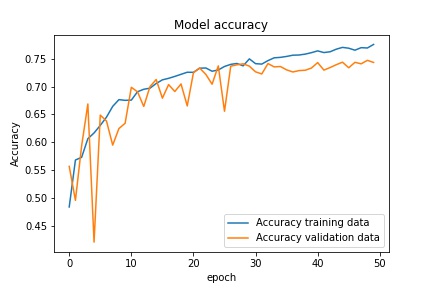 Model accuracy
Accuracy
0.75
0.70
0.65
0.60
0.55
0.50
0.45
Accuracy training data
Accuracy validation data
0 10 20 30 40 50
epoch